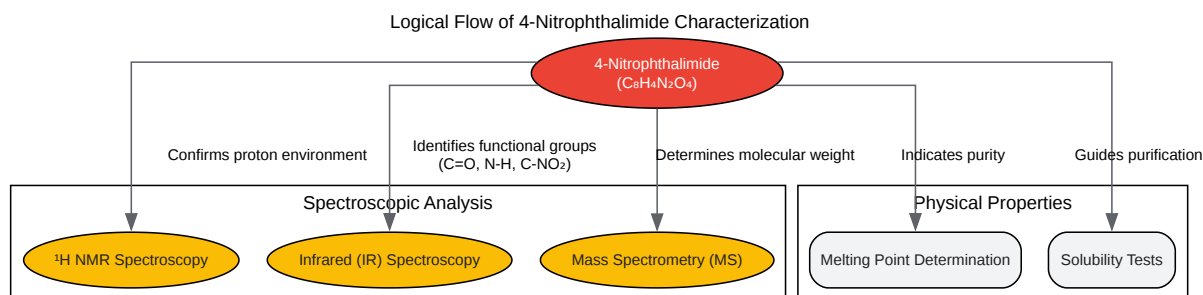 Logical Flow of 4-Nitrophthalimide Characterization
4-Nitrophthalimide
(C₈H₄N₂O₄)
Confirms proton environment
Identifies functional groups
(C=O, N-H, C-NO₂)
Determines molecular weight
Indicates purity
Guides purification
Spectroscopic Analysis
Physical Properties
¹H NMR Spectroscopy
Infrared (IR) Spectroscopy
Mass Spectrometry (MS)
Melting Point Determination
Solubility Tests